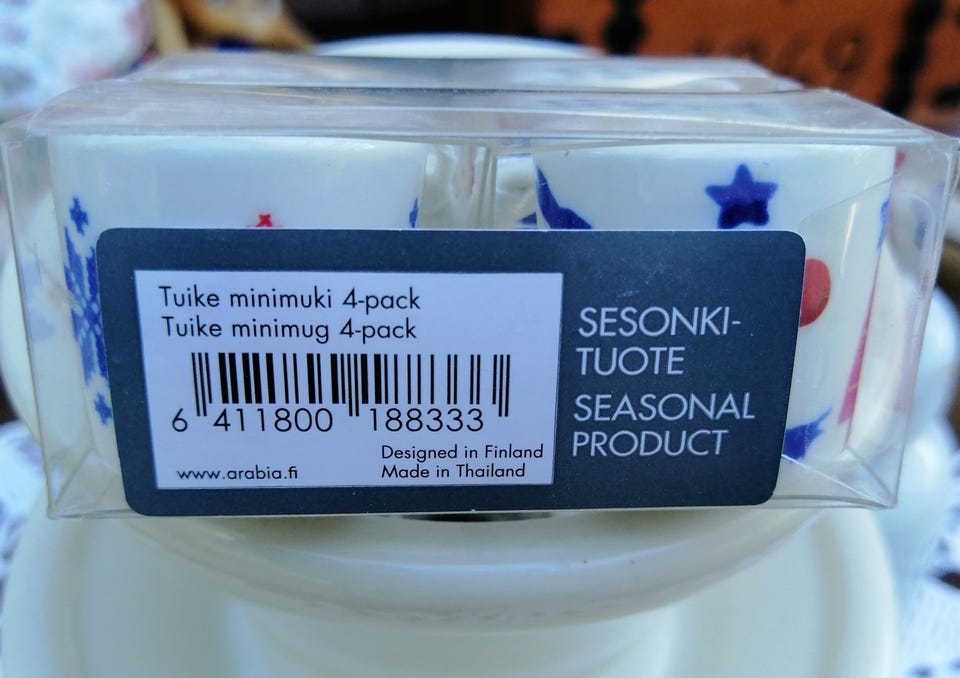 Tuike minimuki 4-pack
Tuike minimug 4-pack
6 411800 188333
Designed in Finland
www.arabia.fi
Made in Thailand
SESONKI-
TUOTE
SEASONAL
PRODUCT